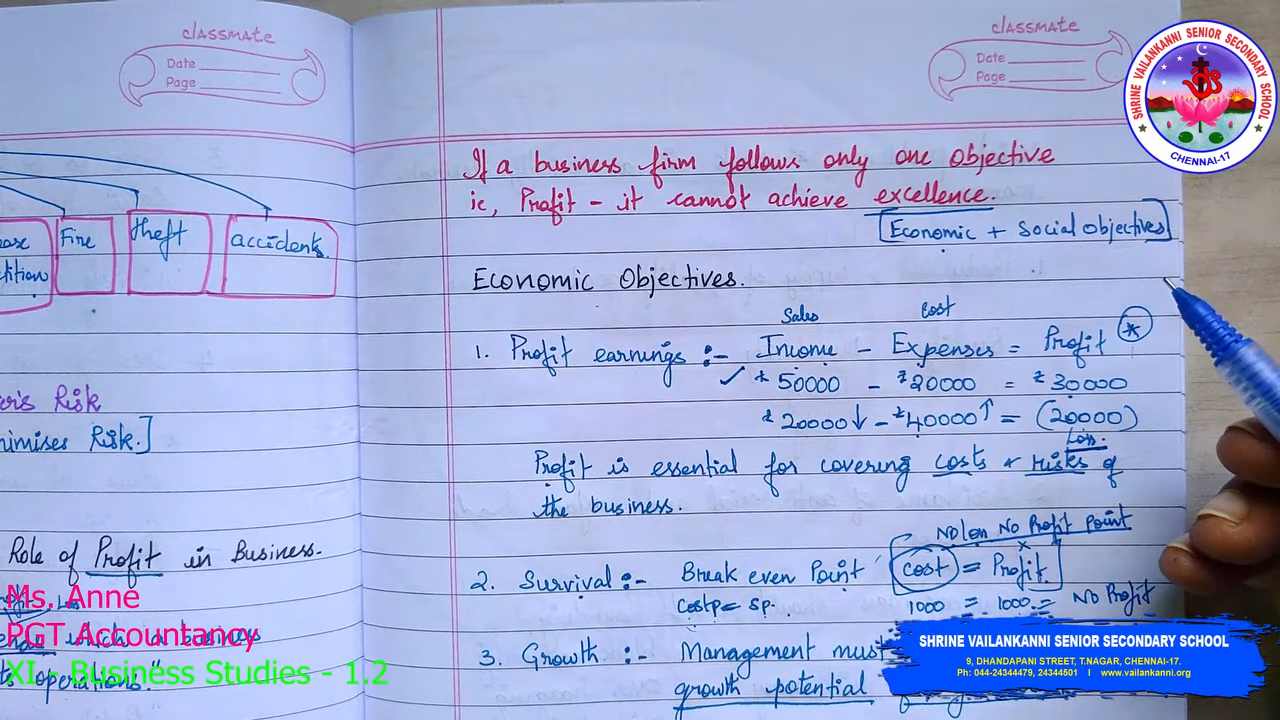 classmate
Date
Page
Fire
theft
accidents.
Risk
Risk.]
Role of Profit in Business.
which a business
operations."
classmate
Date
Page
If a business firm follows only one objective
ie, Profit - it cannot achieve excellence.
[Economic + Social objectives]
Economic Objectives.
Sales Cost
1. Profit earnings :- Income - Expenses = Profit *
✓ ₹50000 - ₹20000 = ₹30000
₹20000↓ - ₹40000↑ = (20000)
Loss.
Profit is essential for covering costs & risks of
the business.
No Loss No Profit Point
2. Survival :- Break even Point [cost = Profit]
Costp = Sp. 1000 = 1000 = No Profit
3. Growth :- Management must
growth potential
Ms. Anne
PGT Accountancy
XI - Business Studies - 1.2
SHRINE VAILANKANNI SENIOR SECONDARY SCHOOL
CHENNAI-17
SHRINE VAILANKANNI SENIOR SECONDARY SCHOOL
9, DHANDAPANI STREET, T.NAGAR, CHENNAI-17.
Ph: 044-24344479, 24344501 I www.vailankanni.org